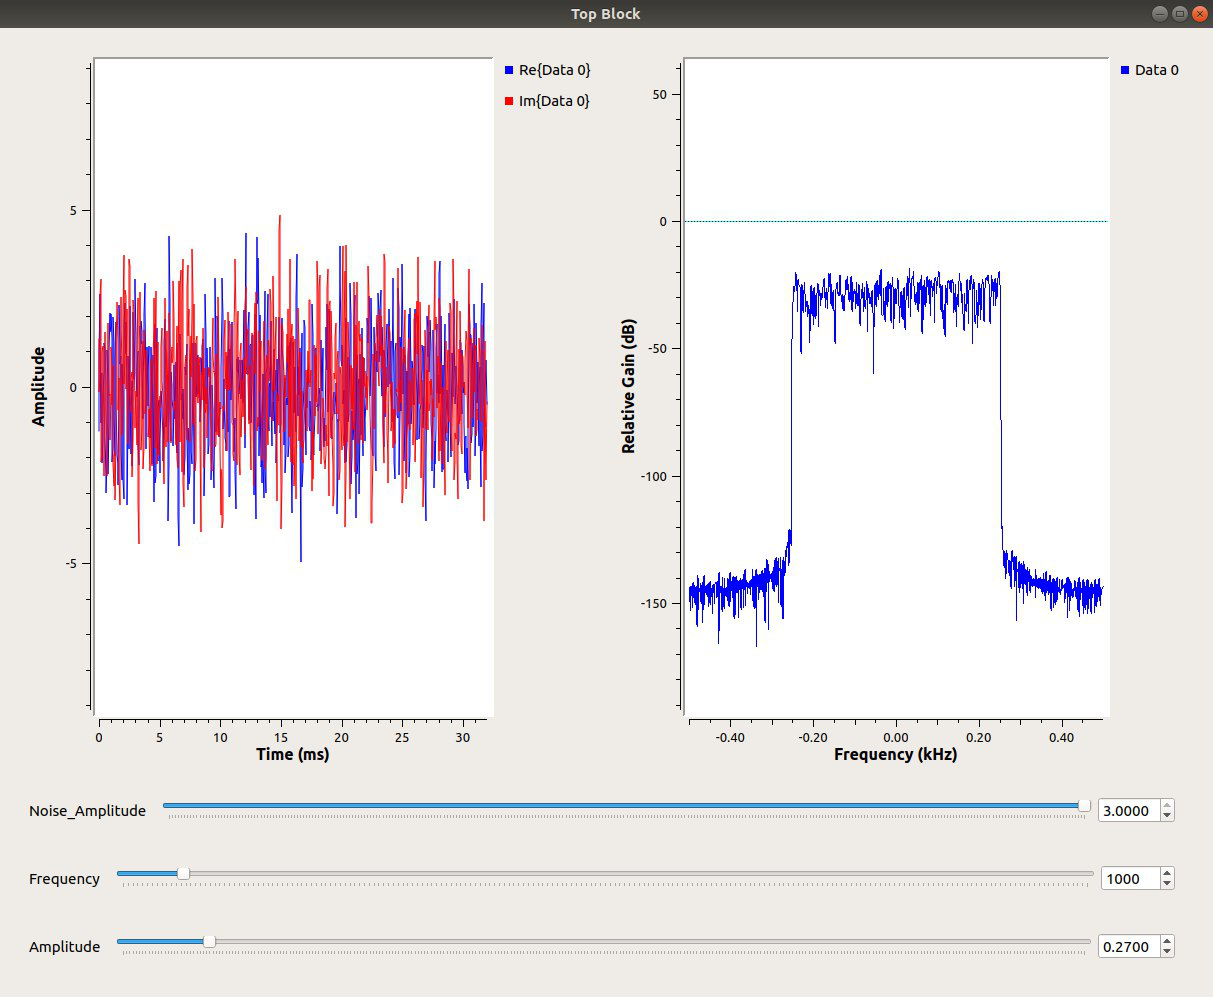 Top Block
Re{Data 0}
Im{Data 0}
5
0
-5
Amplitude
0 5 10 15 20 25 30
Time (ms)
Data 0
50
0
-50
-100
-150
Relative Gain (dB)
-0.40 -0.20 0.00 0.20 0.40
Frequency (kHz)
Noise_Amplitude 3.0000
Frequency 1000
Amplitude 0.2700